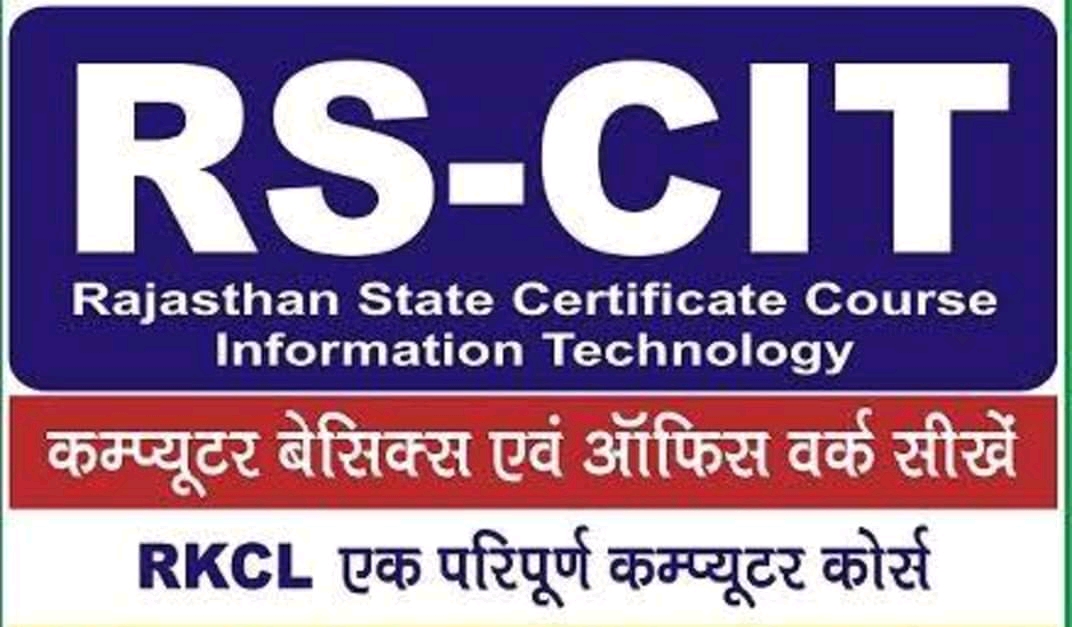 RS-CIT
Rajasthan State Certificate Course
Information Technology
कम्प्यूटर बेसिक्स एवं ऑफिस वर्क सीखें
RKCL एक परिपूर्ण कम्प्यूटर कोर्स